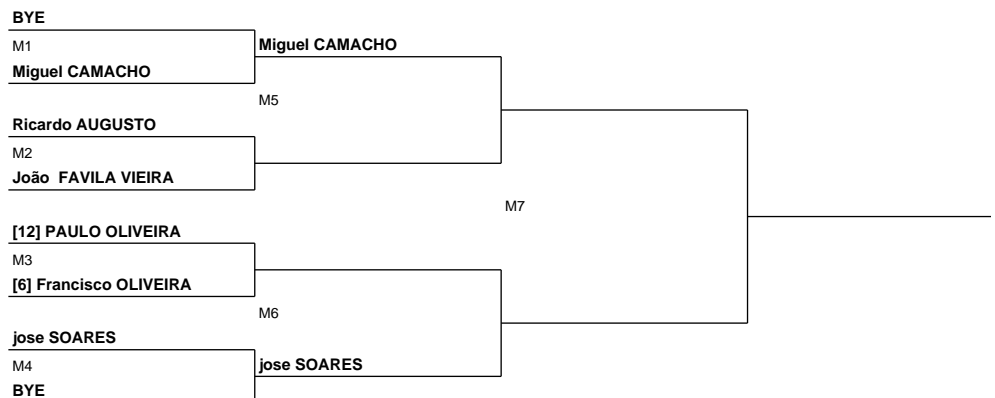 BYE
M1
Miguel CAMACHO
Miguel CAMACHO
M5
Ricardo AUGUSTO
M2
João  FAVILA VIEIRA
M7
[12] PAULO OLIVEIRA
M3
[6] Francisco OLIVEIRA
M6
jose SOARES
M4
jose SOARES
BYE